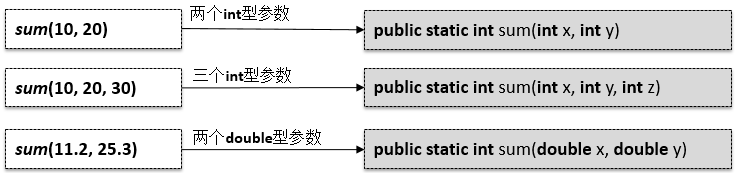 sum(10, 20) 两个int型参数 public static int sum(int x, int y)
sum(10, 20, 30) 三个int型参数 public static int sum(int x, int y, int z)
sum(11.2, 25.3) 两个double型参数 public static int sum(double x, double y)